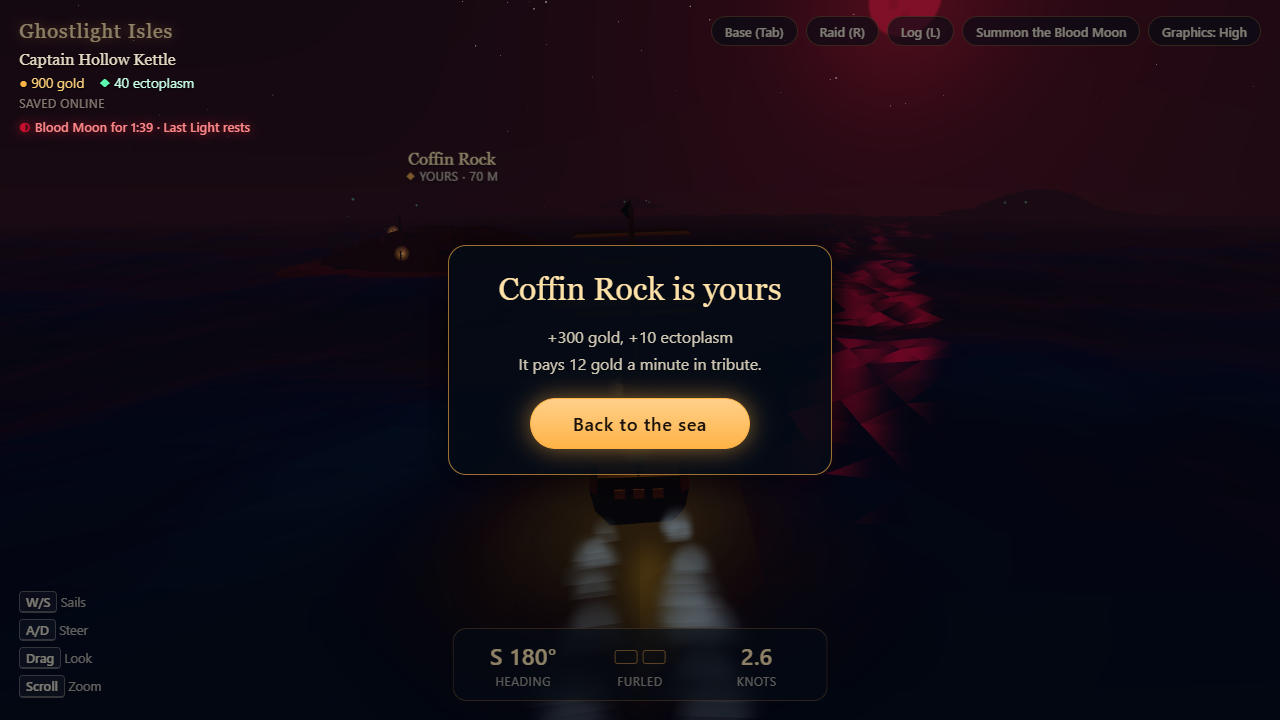 Ghostlight Isles
Captain Hollow Kettle
900 gold 40 ectoplasm
SAVED ONLINE
Blood Moon for 1:39 · Last Light rests
Base (Tab) Raid (R) Log (L) Summon the Blood Moon Graphics: High
Coffin Rock
YOURS · 70 M
Coffin Rock is yours
+300 gold, +10 ectoplasm
It pays 12 gold a minute in tribute.
Back to the sea
W/S Sails
A/D Steer
Drag Look
Scroll Zoom
S 180° 2.6
HEADING FURLED KNOTS